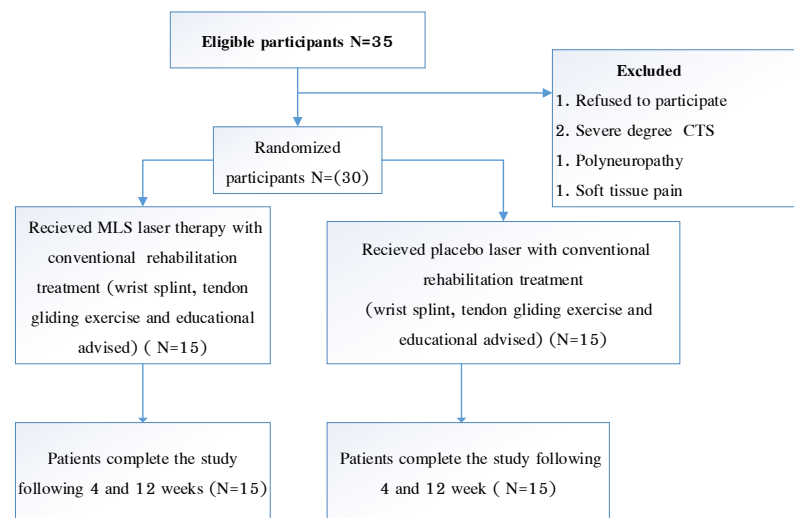 Eligible participants N=35
Excluded
1. Refused to participate
2. Severe degree CTS
1. Polyneuropathy
1. Soft tissue pain
Randomized
participants N=(30)
Recieved MLS laser therapy with
conventional rehabilitation
treatment (wrist splint, tendon
gliding exercise and educational
advised) ( N=15)
Recieved placebo laser with conventional
rehabilitation treatment
(wrist splint, tendon gliding exercise and
educational advised) (N=15)
Patients complete the study
following 4 and 12 weeks (N=15)
Patients complete the study following
4 and 12 week ( N=15)